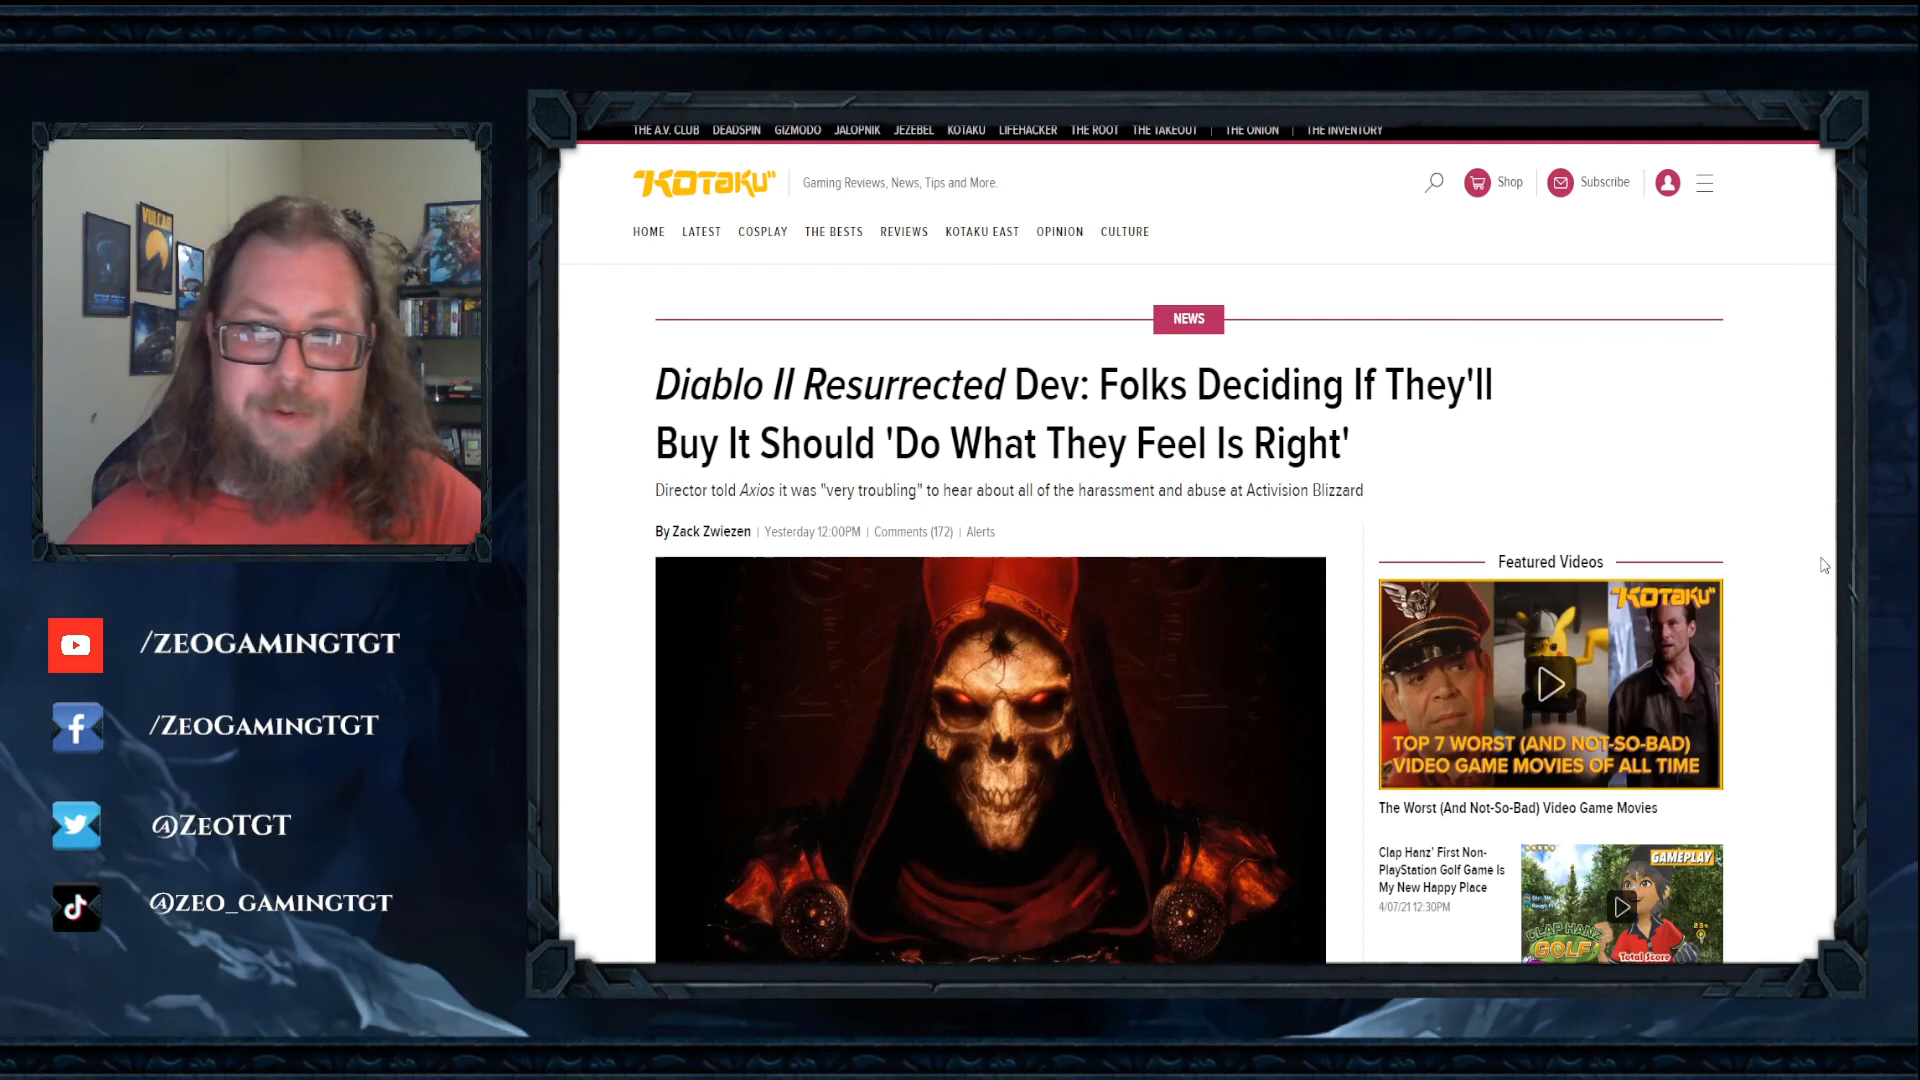 THE A.V. CLUB DEADSPIN GIZMODO JALOPNIK JEZEBEL KOTAKU LIFEHACKER THE ROOT THE TAKEOUT | THE ONION | THE INVENTORY
"KOTAKU"
Gaming Reviews, News, Tips and More.
Shop
Subscribe
HOME LATEST COSPLAY THE BESTS REVIEWS KOTAKU EAST OPINION CULTURE
NEWS
Diablo II Resurrected Dev: Folks Deciding If They'll
Buy It Should 'Do What They Feel Is Right'
Director told Axios it was "very troubling" to hear about all of the harassment and abuse at Activision Blizzard
By Zack Zwiezen | Yesterday 12:00PM | Comments (172) | Alerts
Featured Videos
"KOTAKU"
TOP 7 WORST (AND NOT-SO-BAD)
VIDEO GAME MOVIES OF ALL TIME
The Worst (And Not-So-Bad) Video Game Movies
Clap Hanz' First Non-
PlayStation Golf Game Is
My New Happy Place
4/07/21 12:30PM
GAMEPLAY
CLAP HANZ
GOLF
Total Score
VULCAN
/ZEOGAMINGTGT
/ZEOGAMINGTGT
@ZEOTGT
@ZEO_GAMINGTGT